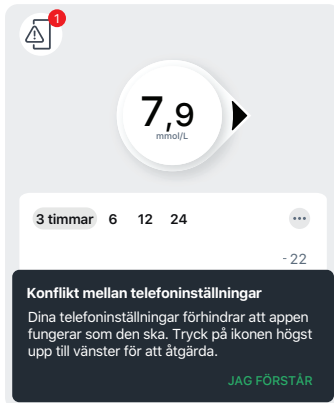 1
7,9
mmol/L
3 timmar 6 12 24
22
Konflikt mellan telefoninställningar
Dina telefoninställningar förhindrar att appen
fungerar som den ska. Tryck på ikonen högst
upp till vänster för att åtgärda.
JAG FÖRSTÅR